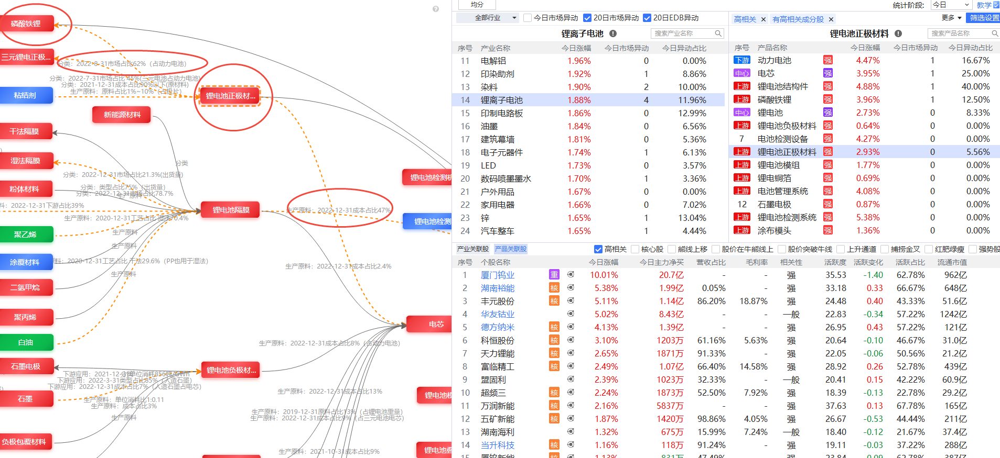 磷酸铁锂
三元锂电正极...
分类：2022-8-31市场占比62%（占动力电池）
分类：2022-7-31市场占比45%(三元电池占动力电池)
分类：2021-12-31成本占比90%以下(原材料)
生产原料：原料占比1%~10%（占极片）
粘结剂
锂电池正极材...
新能源材料
干法隔膜
湿法隔膜
分类
分类：2022-12-31市场占比21.3%(出货量)
粉体材料
分类：类型占比75%（出货量）
分类：2022-12-31市场占比78.7%
生产原料
料：2022-12-31下游占比39%
锂电池隔膜
生产原料：2022-12-31成本占比47%
生产原料：2020-12-31工艺占比 湿法70.4%
聚乙烯
生产原料
生产原料
涂覆材料
原料：2020-12-31工艺占比 干法29.6%（PP也用于湿法）
生产原料
生产原料：2022-12-31成本占比2.4%
二氯甲烷
聚丙烯
白油
电芯
生产原料：2022-12-31成本占比8%（占动力电池）
石墨电极
锂电池负极材...
下游应用：2022-3-31类型占比85%（人造石墨）
下游应用：2022-12-31成本占比7%（人造石墨占电芯）
石墨
生产原料：单位消耗比1:0.11
生产原料：成本占比3%
生产原料
生产原料：2022-12-31成本占比13%
生产原料：2019-12-31原料占比13%（占锂电池重量）
生产原料：2022-12-31成本占比9%（占三元电池电芯）
负极包覆材料
生产原料：2021-10-31成本占比9%
锂电池检测机
锂电池检测
锂电池模
锂电池叠
均分
统计阶段：
今日
教学
全部行业
今日市场异动
20日市场异动
20日EDB异动
高相关 ×
有高相关成分股 ×
更多
筛选设置
锂离子电池
搜索产业名称
序号 产业名称 今日涨幅 今日市场异动 今日异动占比
11 电解铝 1.96% 0 0.00%
12 印染助剂 1.92% 1 8.86%
13 染料 1.90% 2 10.00%
14 锂离子电池 1.88% 4 11.96%
15 印制电路板 1.86% 0 12.99%
16 油墨 1.84% 0 6.56%
17 建筑幕墙 1.81% 0 5.36%
18 电子元器件 1.74% 1 6.13%
19 LED 1.73% 0 3.57%
20 数码喷墨墨水 1.70% 1 3.36%
21 户外用品 1.67% 0 0.00%
22 家用电器 1.66% 0 7.02%
23 锌 1.65% 1 13.04%
24 汽车整车 1.65% 1 4.44%
锂电池正极材料
搜索产品名称
序号 产品名称 今日涨幅 今日市场异动 今日异动占比
下游 动力电池 强 4.47% 1 16.67%
中心 电芯 强 3.95% 1 25.00%
上游 锂电池结构件 强 4.88% 1 40.00%
上游 磷酸铁锂 强 3.96% 1 12.50%
中心 锂电池 强 2.73% 0 8.33%
上游 锂电池负极材料 强 0.64% 0 0.00%
7 电池检测设备 强 4.27% 0 0.00%
上游 锂电池正极材料 强 2.93% 0 5.56%
上游 锂电池模组 强 1.77% 0 0.00%
上游 锂电铜箔 强 0.69% 0 0.00%
上游 电池管理系统 强 4.08% 0 0.00%
12 石墨电极 强 0.87% 0 0.00%
上游 锂电池检测系统 强 5.38% 0 0.00%
上游 涂布模头 强 1.36% 0 0.00%
产业关联股 产品关联股 高相关 核心股 熊线上移 股价在牛熊线上 股价突破牛线 上升通道 捕捞金叉 红肥绿瘦 强势股
序号 个股名称 今日涨幅 今日主力净买 营收占比 毛利率 相关性 活跃度 活跃变化 活跃占比 流通市值
1 厦门钨业 重 10.01% 20.7亿 - - 强 35.53 -1.40 62.78% 962亿
2 湖南裕能 核 5.38% 1.99亿 0.05% - 强 33.18 0.33 66.67% 648亿
3 丰元股份 核 5.11% 1.14亿 86.20% 18.87% 强 24.48 0.40 43.33% 51.6亿
4 华友钴业 5.02% 8.43亿 - - 一般 22.83 -0.34 57.22% 1242亿
5 德方纳米 核 4.13% 1.39亿 - - 强 26.95 0.43 57.22% 121亿
6 科恒股份 核 3.10% 1203万 61.16% 5.63% 强 20.64 -0.10 46.67% 31.0亿
7 天力锂能 核 2.65% 1871万 91.33% - 强 22.05 -0.06 50.56% 21.2亿
8 富临精工 核 2.49% 1.07亿 66.40% 14.58% 强 28.92 0.26 52.78% 439亿
9 盟固利 2.39% 1023万 32.33% - 一般 20.41 0.15 42.22% 60.9亿
10 超频三 核 2.24% 1873万 52.50% 7.92% 强 18.39 -0.13 22.78% 29.2亿
11 万润新能 核 2.16% 5837万 - - 强 37.63 0.13 67.78% 165亿
12 五矿新能 核 1.87% 1420万 98.86% 4.05% 强 26.67 -0.53 44.44% 211亿
13 湖南海利 1.32% 675万 15.99% 7.24% 一般 18.40 -0.12 21.67% 37.4亿
14 当升科技 核 1.16% 118万 91.24% - 强 19.11 -0.03 37.22% 288亿
15 厦钨新能 核 1.13% 831万 47.49% - 强 23.84 0.09 62.78% 387亿